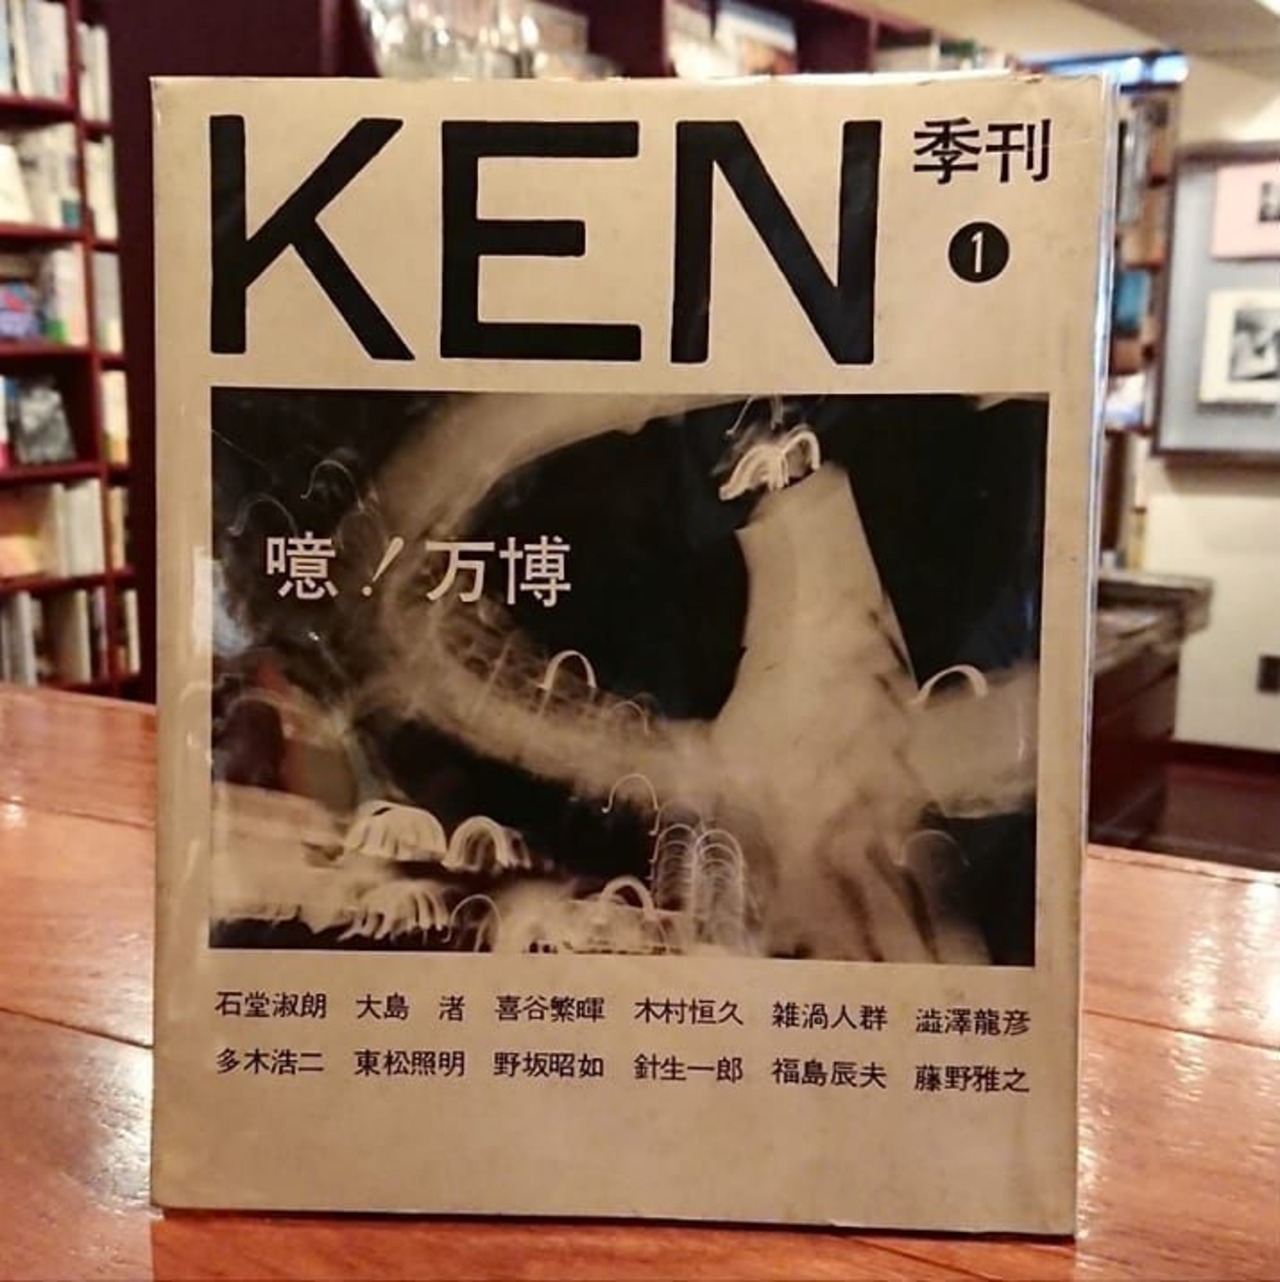 KEN 季刊
1
噫！万博
石堂淑朗 大島 渚 喜谷繁暉 木村恒久 雑渦人群 澁澤龍彦
多木浩二 東松照明 野坂昭如 針生一郎 福島辰夫 藤野雅之